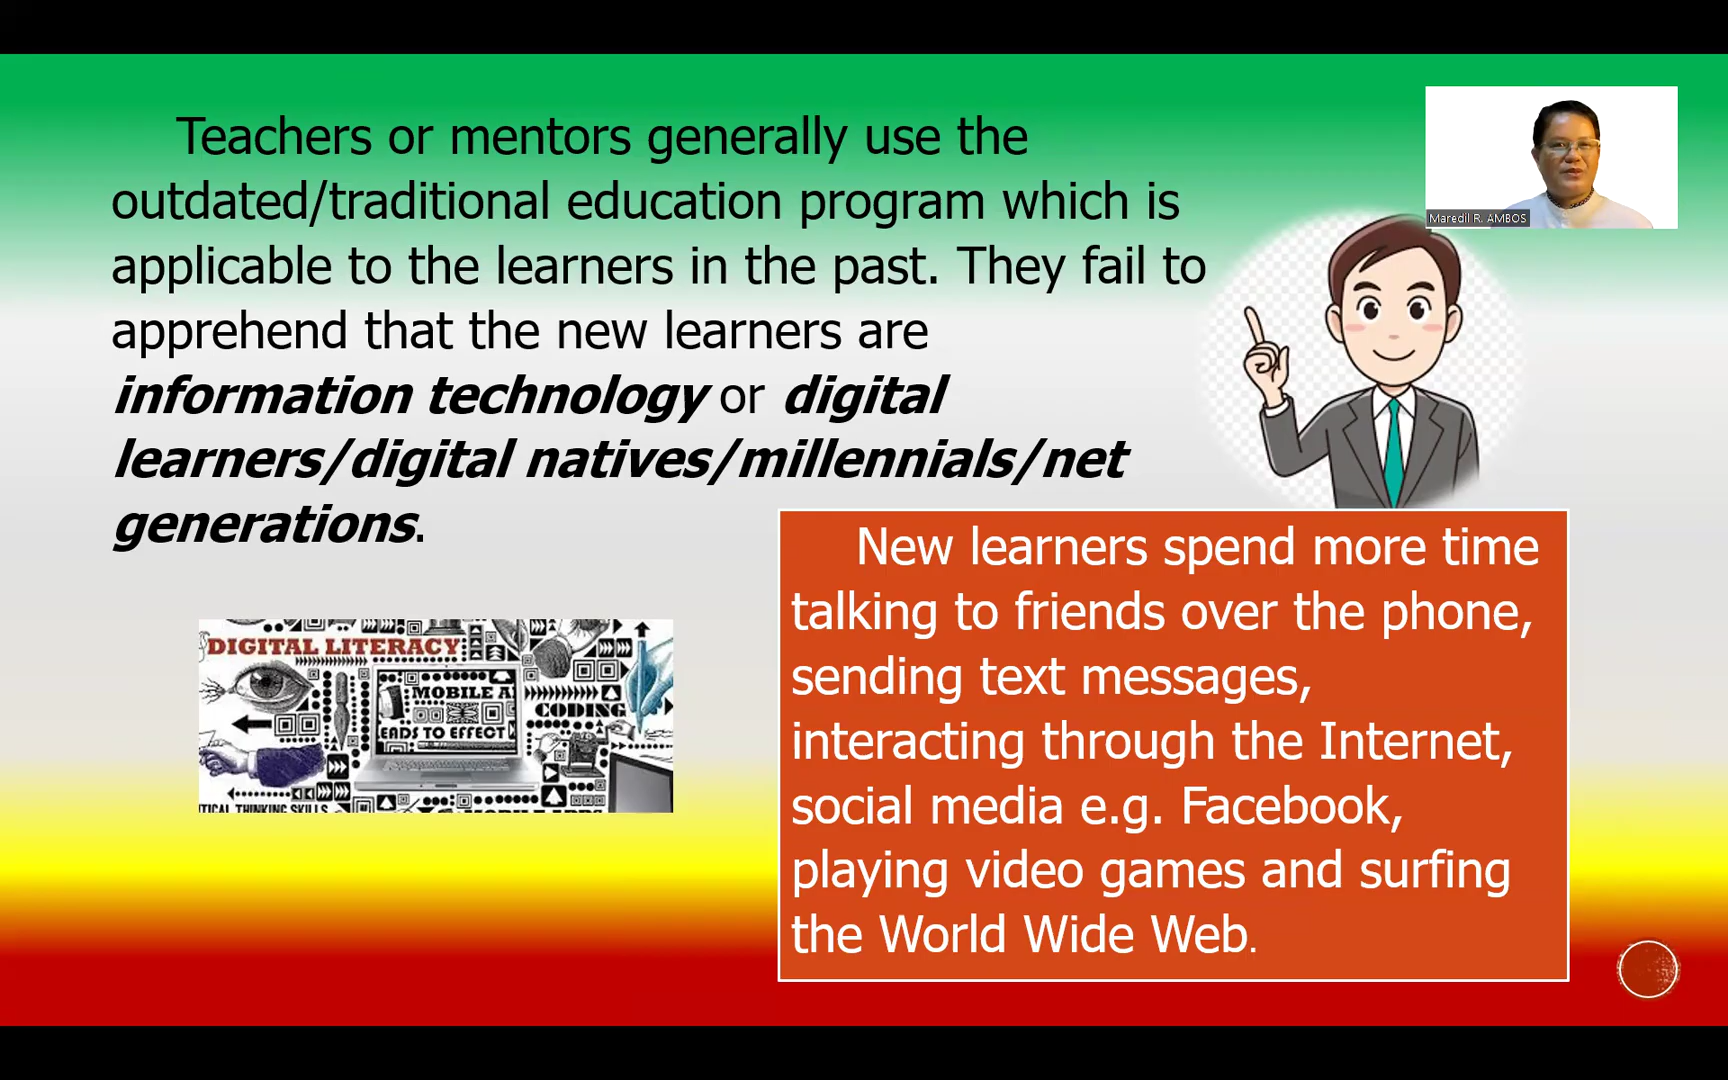 Teachers or mentors generally use the
outdated/traditional education program which is
applicable to the learners in the past. They fail to
apprehend that the new learners are
information technology or digital
learners/digital natives/millennials/net
generations.
Maredil R. AMBOS
New learners spend more time
talking to friends over the phone,
sending text messages,
interacting through the Internet,
social media e.g. Facebook,
playing video games and surfing
the World Wide Web.
DIGITAL LITERACY
MOBILE A
CODING
EADS TO EFFECT
TICAL THINKING SKILLS